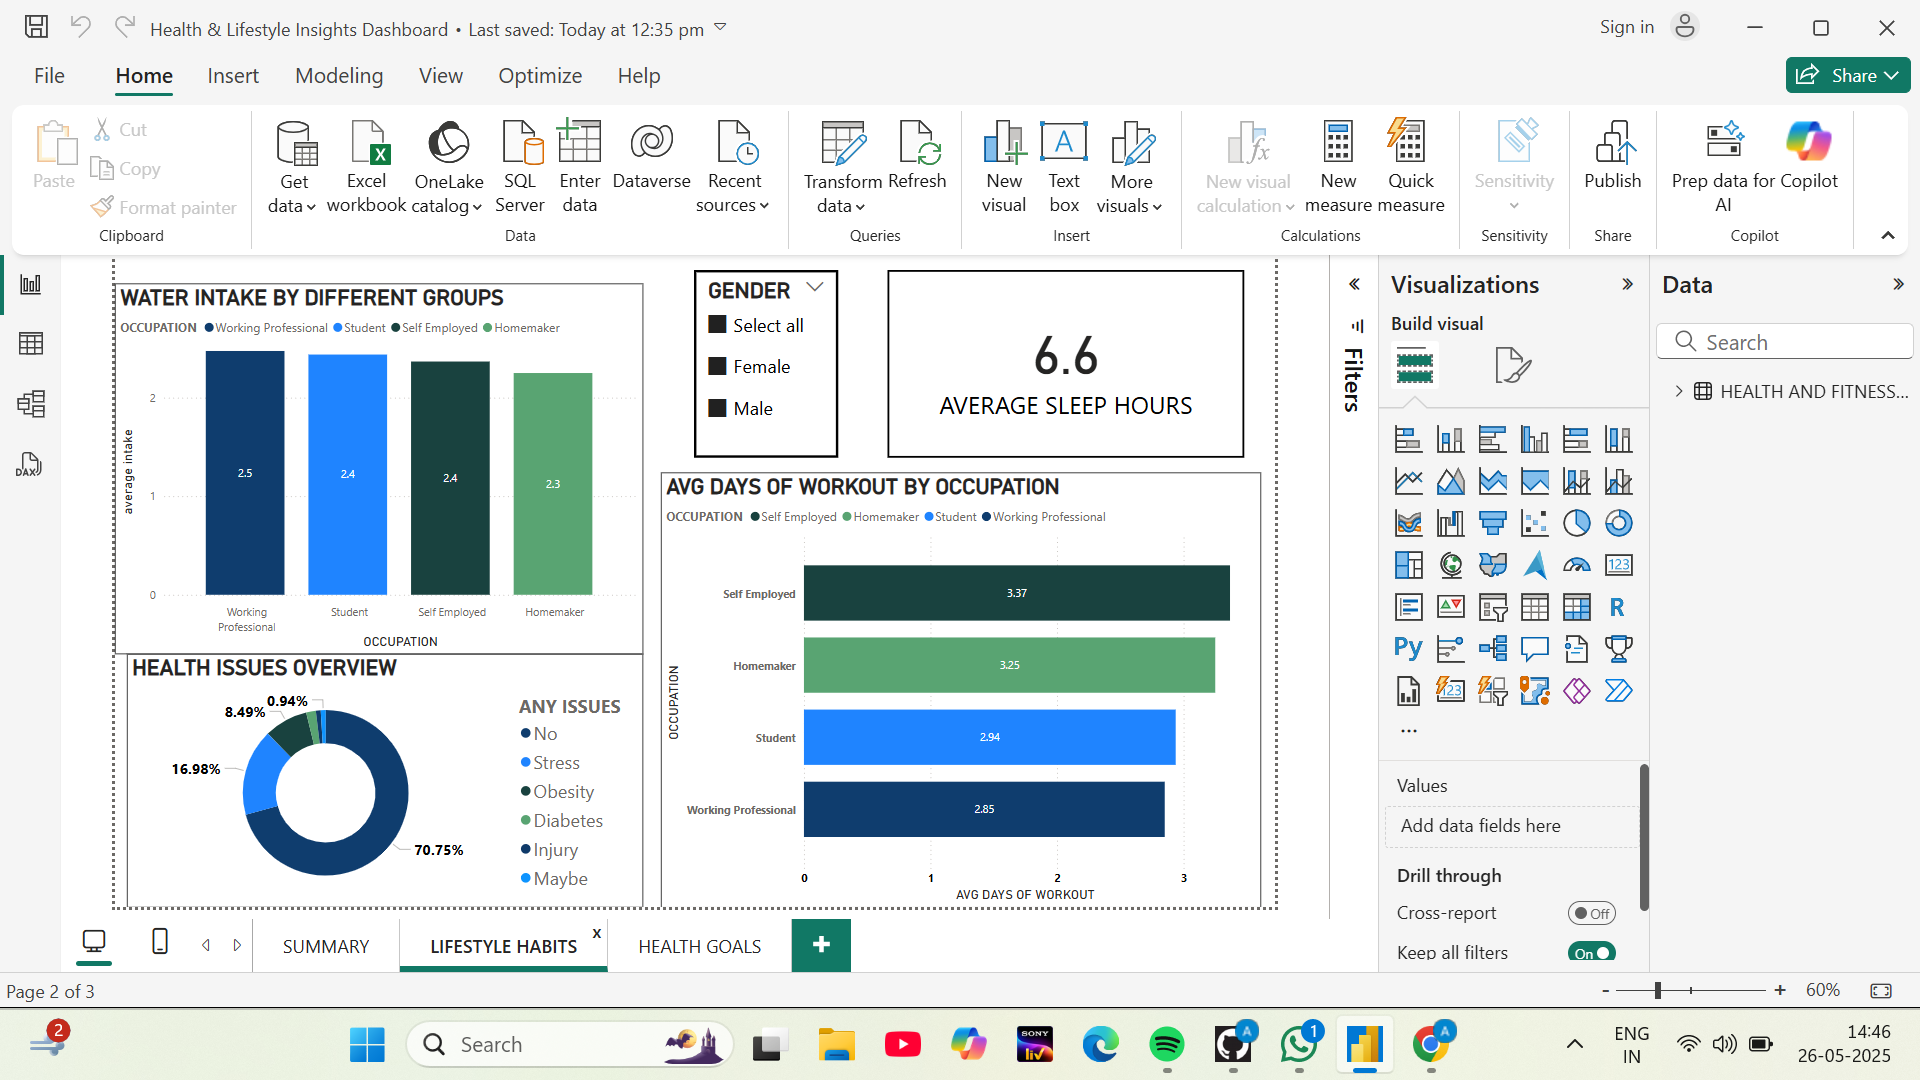 Health & Lifestyle Insights Dashboard • Last saved: Today at 12:35 pm
Sign in
File
Home
Insert
Modeling
View
Optimize
Help
Share
Paste
Cut
Copy
Format painter
Clipboard
Get data
Excel workbook
OneLake catalog
SQL Server
Enter data
Dataverse
Recent sources
Data
Transform data
Refresh
Queries
New visual
Text box
More visuals
Insert
New visual calculation
New measure
Quick measure
Calculations
Sensitivity
Sensitivity
Publish
Share
Prep data for AI
Copilot
Copilot
DAX
WATER INTAKE BY DIFFERENT GROUPS
OCCUPATION Working Professional Student Self Employed Homemaker
average intake
2
1
0
2.5
2.4
2.4
2.3
Working Professional
Student
Self Employed
Homemaker
OCCUPATION
GENDER
Select all
Female
Male
6.6
AVERAGE SLEEP HOURS
HEALTH ISSUES OVERVIEW
0.94%
8.49%
16.98%
70.75%
ANY ISSUES
No
Stress
Obesity
Diabetes
Injury
Maybe
AVG DAYS OF WORKOUT BY OCCUPATION
OCCUPATION Self Employed Homemaker Student Working Professional
OCCUPATION
Self Employed
3.37
Homemaker
3.25
Student
2.94
Working Professional
2.85
0
1
2
3
AVG DAYS OF WORKOUT
Filters
Visualizations
Build visual
123
R
Py
123
...
Values
Add data fields here
Drill through
Cross-report
Off
Keep all filters
On
Data
Search
HEALTH AND FITNESS...
SUMMARY
LIFESTYLE HABITS
x
HEALTH GOALS
+
Page 2 of 3
-
+
60%
2
Search
SONY
liv
A
1
A
ENG
IN
14:46
26-05-2025